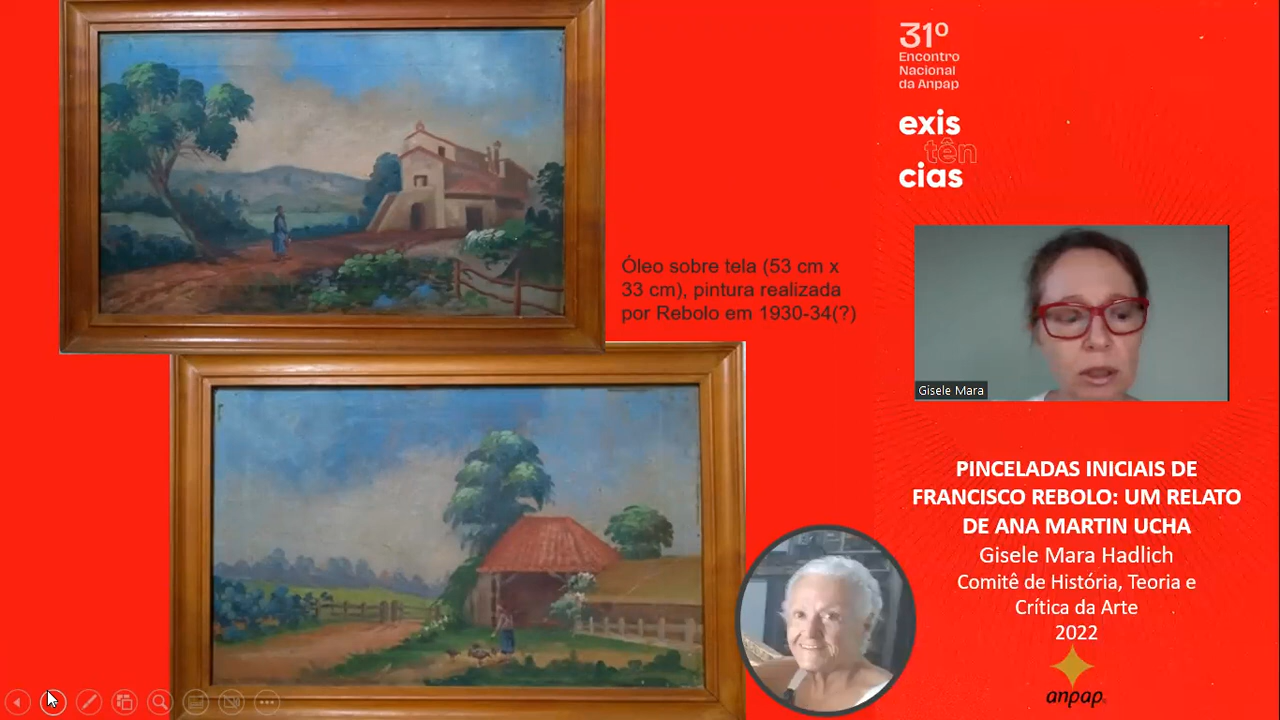 31º
Encontro
Nacional
da Anpap
exis
tên
cias
Óleo sobre tela (53 cm x
33 cm), pintura realizada
por Rebolo em 1930-34(?)
Gisele Mara
PINCELADAS INICIAIS DE
FRANCISCO REBOLO: UM RELATO
DE ANA MARTIN UCHA
Gisele Mara Hadlich
Comitê de História, Teoria e
Crítica da Arte
2022
anpap